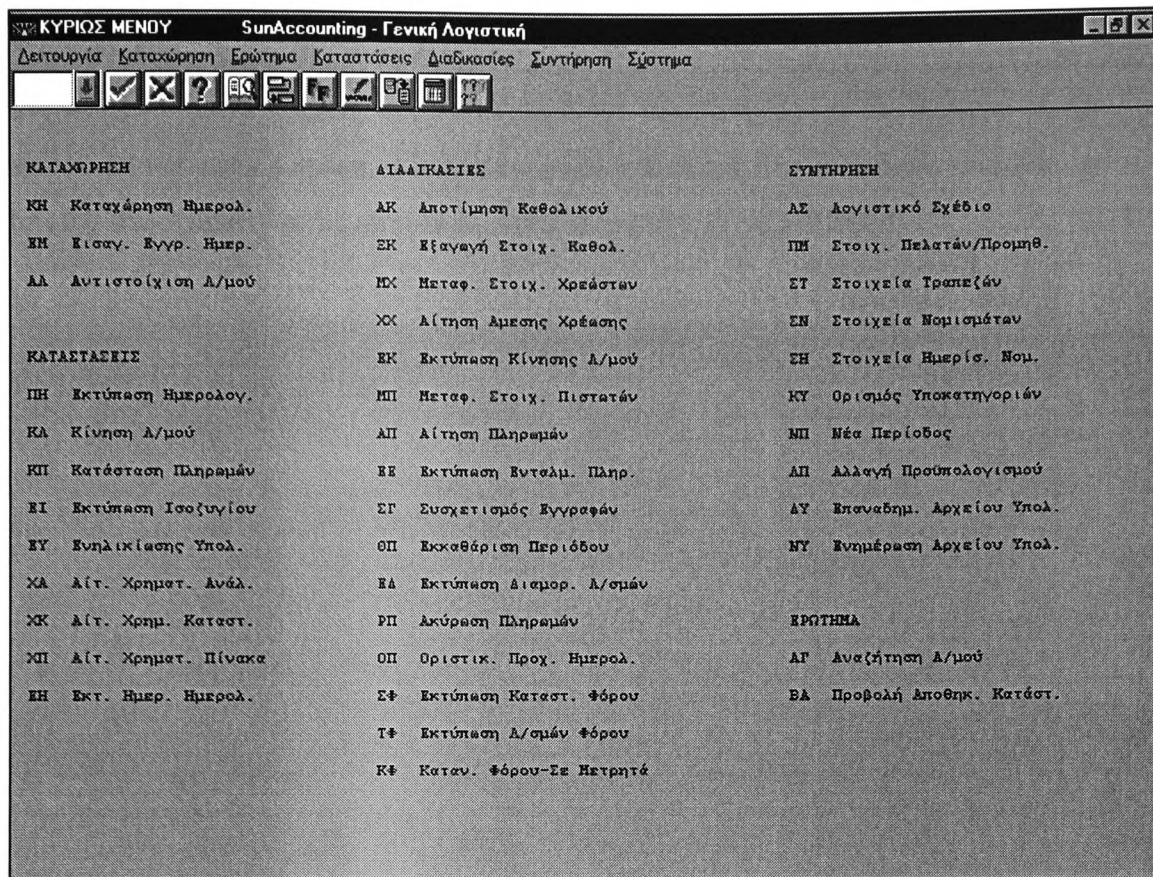 ΚΥΡΙΩΣ ΜΕΝΟΥ SunAccounting - Γενική Λογιστική
Λειτουργία Καταχώρηση Ερώτημα Καταστάσεις Διαδικασίες Συντήρηση Σύστημα
ΚΑΤΑΧΩΡΗΣΗ
ΚΗ Καταχώρηση Ημερολ.
ΕΜ Εισαγ. Εγγρ. Ημερ.
ΑΛ Αντιστοίχιση Λ/μού
ΚΑΤΑΣΤΑΣΕΙΣ
ΠΗ Εκτύπωση Ημερολογ.
ΚΛ Κίνηση Λ/μού
ΚΠ Κατάσταση Πληρωμών
ΕΙ Εκτύπωση Ισοζυγίου
ΕΥ Ενηλικίωσης Υπολ.
ΧΑ Αίτ. Χρηματ. Ανάλ.
ΧΚ Αίτ. Χρημ. Καταστ.
ΧΠ Αίτ. Χρηματ. Πίνακα
ΕΗ Εκτ. Ημερ. Ημερολ.
ΔΙΑΔΙΚΑΣΙΕΣ
ΑΚ Αποτίμηση Καθολικού
ΞΚ Εξαγωγή Στοιχ. Καθολ.
ΜΧ Μεταφ. Στοιχ. Χρεώστων
ΧΧ Αίτηση Αμεσης Χρέωσης
ΕΚ Εκτύπωση Κίνησης Λ/μού
ΜΠ Μεταφ. Στοιχ. Πιστωτών
ΑΠ Αίτηση Πληρωμών
ΕΕ Εκτύπωση Ενταλμ. Πληρ.
ΣΓ Συσχετισμός Εγγραφών
ΘΠ Εκκαθάριση Περιόδου
ΕΔ Εκτύπωση Διαμορ. Λ/σμών
ΡΠ Ακύρωση Πληρωμών
ΟΠ Οριστικ. Προχ. Ημερολ.
ΣΦ Εκτύπωση Καταστ. Φόρου
ΤΦ Εκτύπωση Λ/σμών Φόρου
ΚΦ Καταν. Φόρου-Σε Μετρητά
ΣΥΝΤΗΡΗΣΗ
ΛΣ Λογιστικό Σχέδιο
ΠΜ Στοιχ. Πελατών/Προμηθ.
ΣΤ Στοιχεία Τραπεζών
ΣΝ Στοιχεία Νομισμάτων
ΣΗ Στοιχεία Ημερίσ. Νομ.
ΚΥ Ορισμός Υποκατηγοριών
ΝΠ Νέα Περίοδος
ΛΠ Αλλαγή Προϋπολογισμού
ΔΥ Επαναδημ. Αρχείου Υπολ.
ΝΥ Ενημέρωση Αρχείου Υπολ.
ΕΡΩΤΗΜΑ
ΑΓ Αναζήτηση Λ/μού
ΒΑ Προβολή Αποθηκ. Κατάστ.